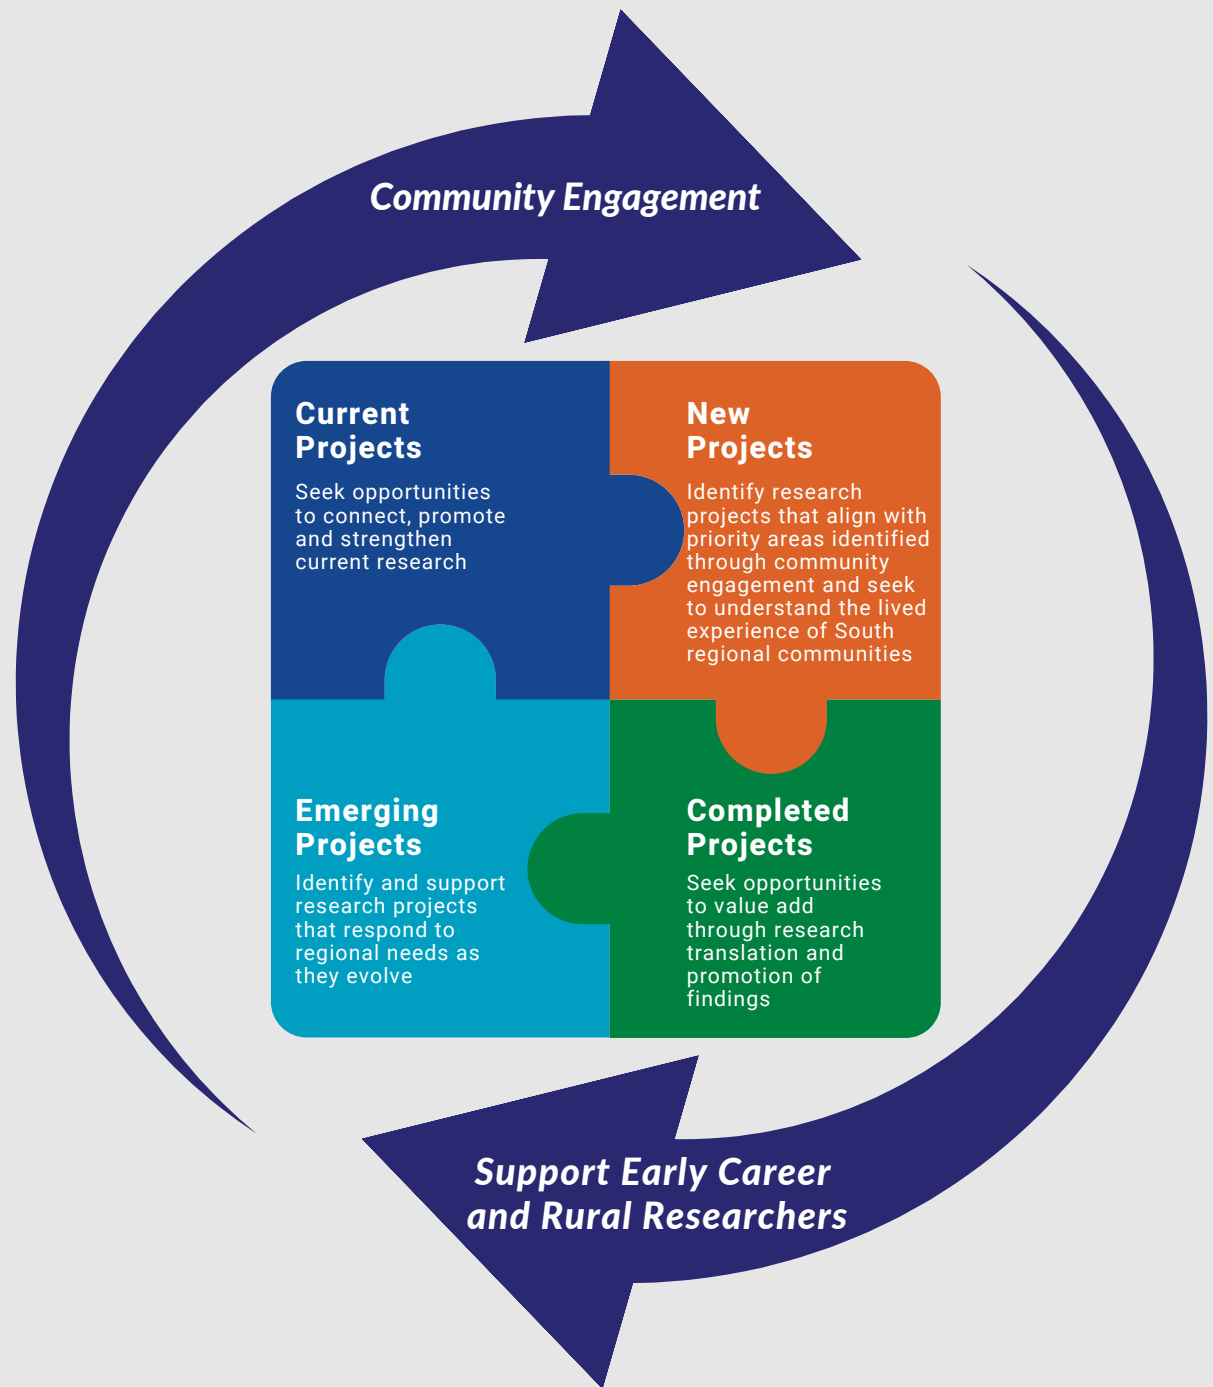 Community Engagement
Current
Projects
Seek opportunities
to connect, promote
and strengthen
current research
New
Projects
Identify research
projects that align with
priority areas identified
through community
engagement and seek
to understand the lived
experience of South
regional communities
Emerging
Projects
Identify and support
research projects
that respond to
regional needs as
they evolve
Completed
Projects
Seek opportunities
to value add
through research
translation and
promotion of
findings
Support Early Career
and Rural Researchers